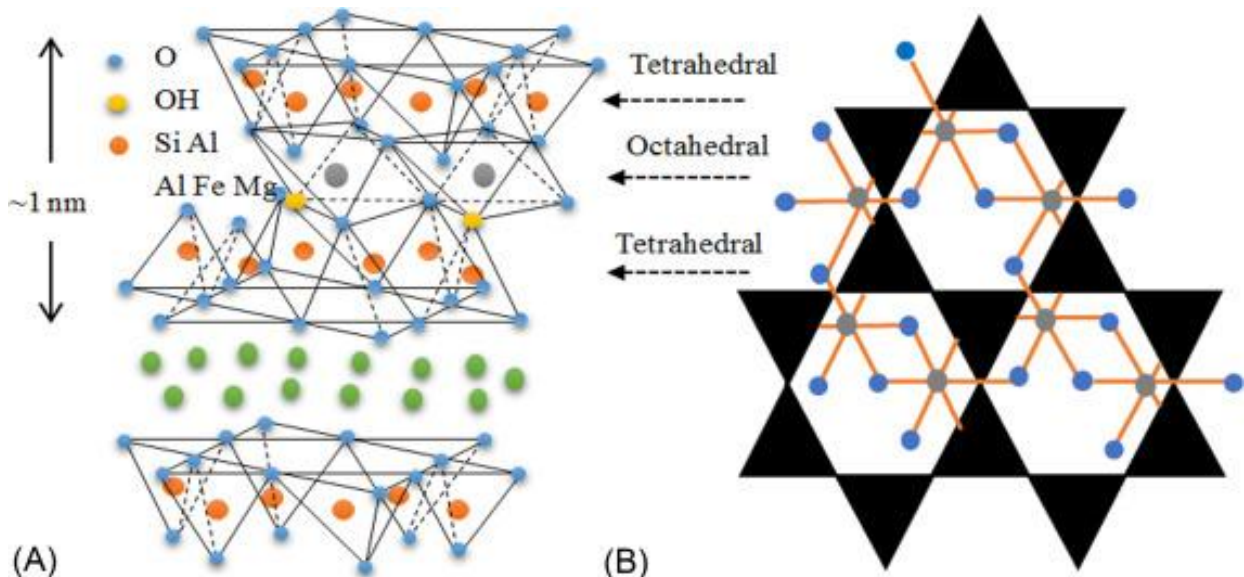 O
OH
Si Al
Al Fe Mg
~1 nm
Tetrahedral
Octahedral
Tetrahedral
(A)
(B)